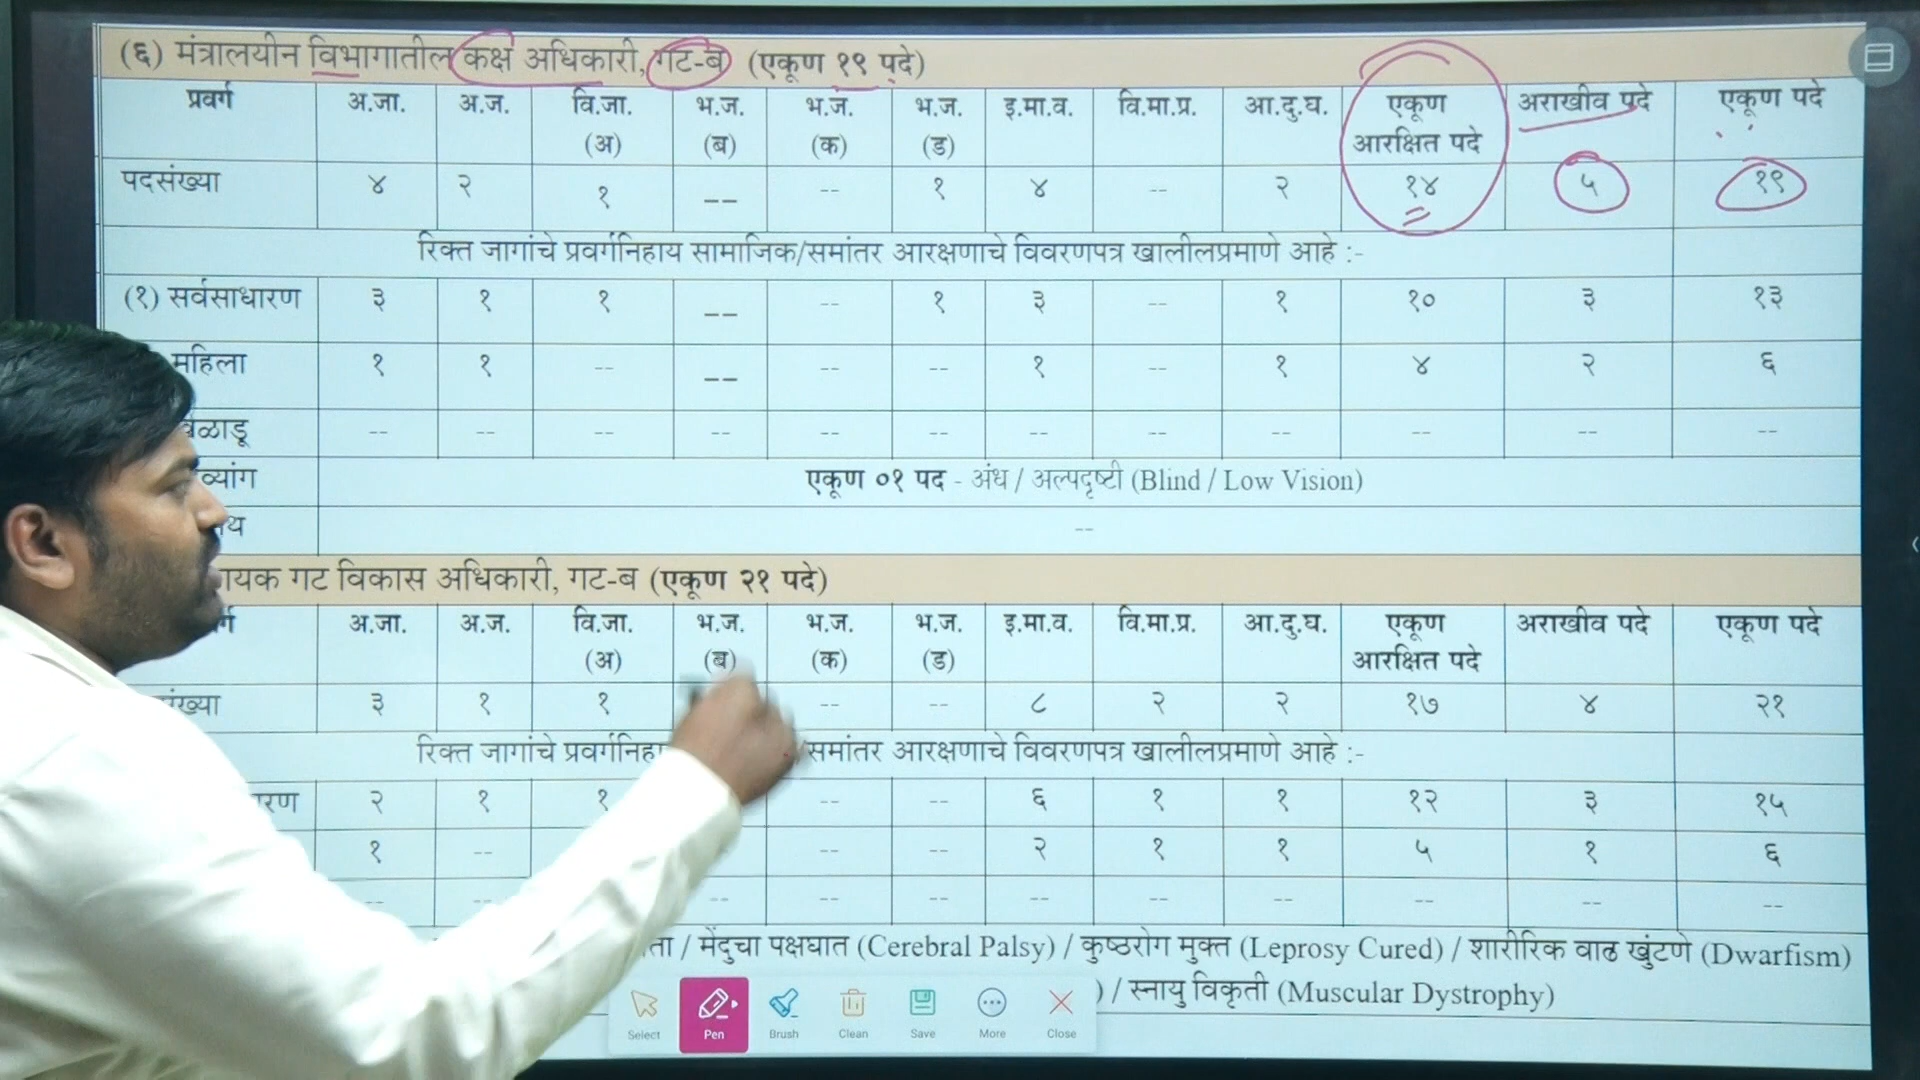 (६) मंत्रालयीन विभागातील कक्ष अधिकारी, गट-ब (एकूण १९ पदे)
प्रवर्ग अ.जा. अ.ज. वि.जा. (अ) भ.ज. (ब) भ.ज. (क) भ.ज. (ड) इ.मा.व. वि.मा.प्र. आ.दु.घ. एकूण आरक्षित पदे अराखीव पदे एकूण पदे
पदसंख्या ४ २ १ -- -- १ ४ -- २ १४ ५ १९
रिक्त जागांचे प्रवर्गनिहाय सामाजिक/समांतर आरक्षणाचे विवरणपत्र खालीलप्रमाणे आहे :-
(१) सर्वसाधारण ३ १ १ -- -- १ ३ -- १ १० ३ १३
महिला १ १ -- -- -- -- १ -- १ ४ २ ६
ेळाडू -- -- -- -- -- -- -- -- -- -- -- --
व्यांग एकूण ०१ पद - अंध / अल्पदृष्टी (Blind / Low Vision)
थ --
ायक गट विकास अधिकारी, गट-ब (एकूण २१ पदे)
र्ग अ.जा. अ.ज. वि.जा. (अ) भ.ज. (ब) भ.ज. (क) भ.ज. (ड) इ.मा.व. वि.मा.प्र. आ.दु.घ. एकूण आरक्षित पदे अराखीव पदे एकूण पदे
संख्या ३ १ १ -- -- ८ २ २ १७ ४ २१
रिक्त जागांचे प्रवर्गनिहा /समांतर आरक्षणाचे विवरणपत्र खालीलप्रमाणे आहे :-
रण २ १ १ -- -- ६ १ १ १२ ३ १५
१ -- -- -- २ १ १ ५ १ ६
-- -- -- -- -- -- -- -- -- -- --
ता / मेंदुचा पक्षघात (Cerebral Palsy) / कुष्ठरोग मुक्त (Leprosy Cured) / शारीरिक वाढ खुंटणे (Dwarfism)
) / स्नायु विकृती (Muscular Dystrophy)
Select Pen Brush Clean Save More Close